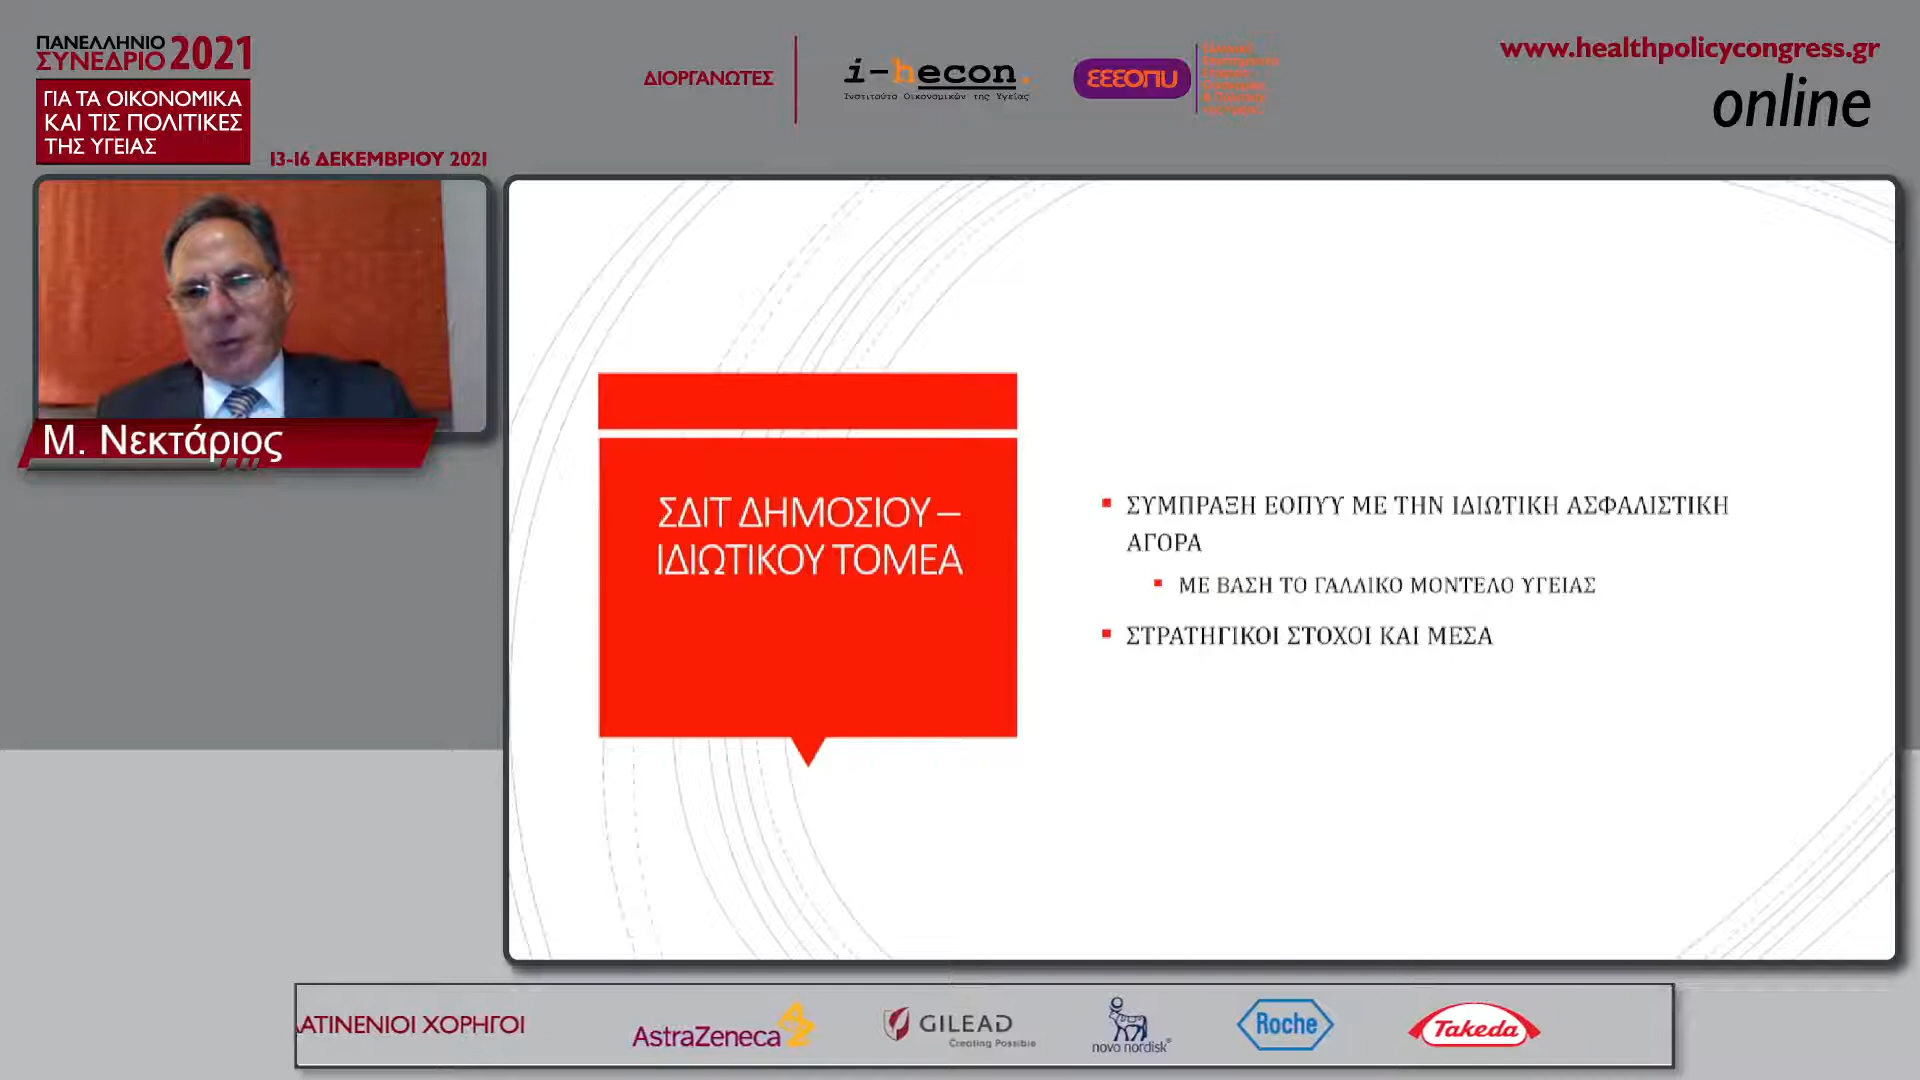 ΠΑΝΕΛΛΗΝΙΟ
ΣΥΝΕΔΡΙΟ 2021
ΓΙΑ ΤΑ ΟΙΚΟΝΟΜΙΚΑ
ΚΑΙ ΤΙΣ ΠΟΛΙΤΙΚΕΣ
ΤΗΣ ΥΓΕΙΑΣ
13-16 ΔΕΚΕΜΒΡΙΟΥ 2021
ΔΙΟΡΓΑΝΩΤΕΣ
i-hecon.
Ινστιτούτο Οικονομικών της Υγείας
ΕΕΕΟΠΥ
www.healthpolicycongress.gr
online
Μ. Νεκτάριος
ΣΔΙΤ ΔΗΜΟΣΙΟΥ –
ΙΔΙΩΤΙΚΟΥ ΤΟΜΕΑ
ΣΥΜΠΡΑΞΗ ΕΟΠΥΥ ΜΕ ΤΗΝ ΙΔΙΩΤΙΚΗ ΑΣΦΑΛΙΣΤΙΚΗ
ΑΓΟΡΑ
ΜΕ ΒΑΣΗ ΤΟ ΓΑΛΛΙΚΟ ΜΟΝΤΕΛΟ ΥΓΕΙΑΣ
ΣΤΡΑΤΗΓΙΚΟΙ ΣΤΟΧΟΙ ΚΑΙ ΜΕΣΑ
ΛΑΤΙΝΕΝΙΟΙ ΧΟΡΗΓΟΙ
AstraZeneca
GILEAD
Creating Possible
novo nordisk®
Roche
Takeda